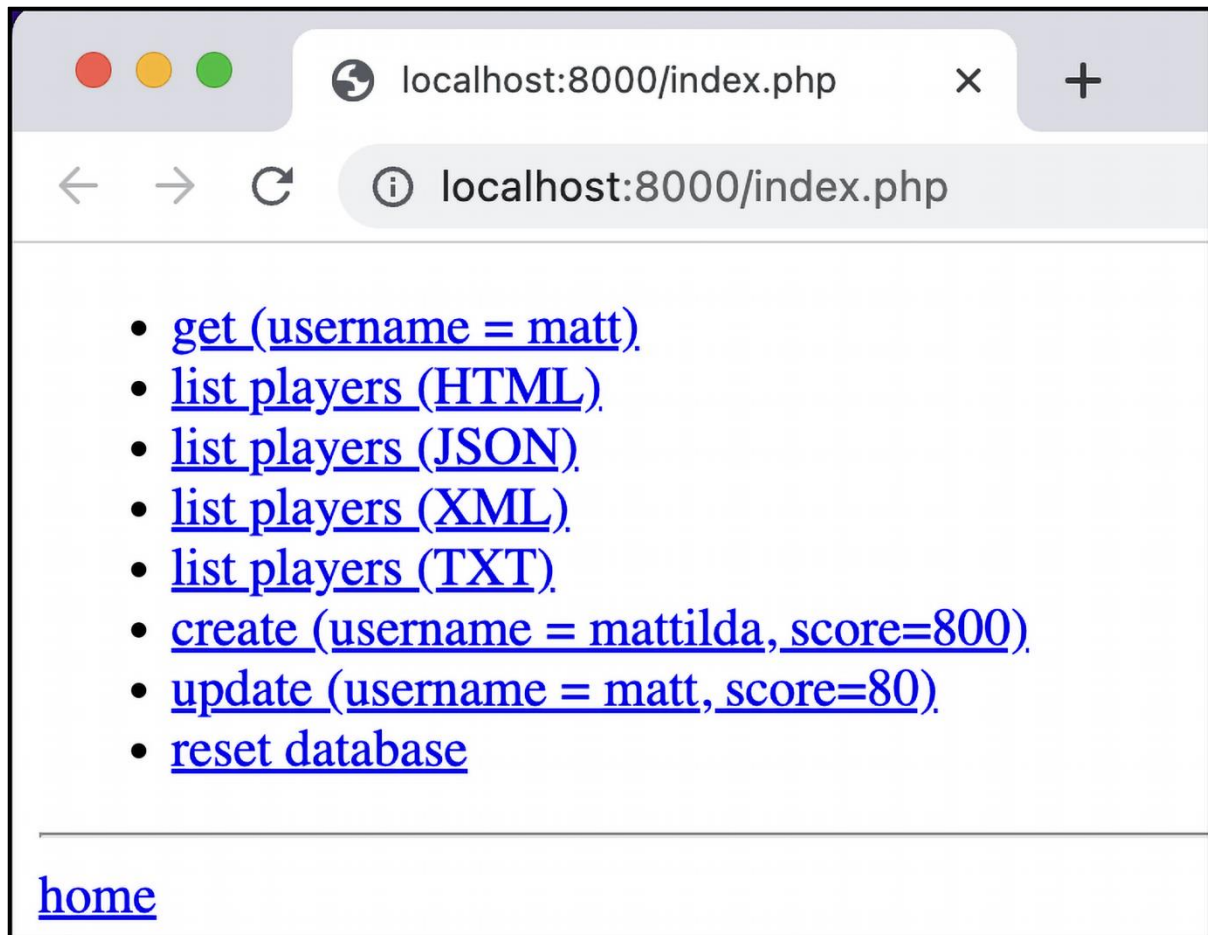 localhost:8000/index.php
localhost:8000/index.php
get (username = matt)
list players (HTML)
list players (JSON)
list players (XML)
list players (TXT)
create (username = mattilda, score=800)
update (username = matt, score=80)
reset database
home